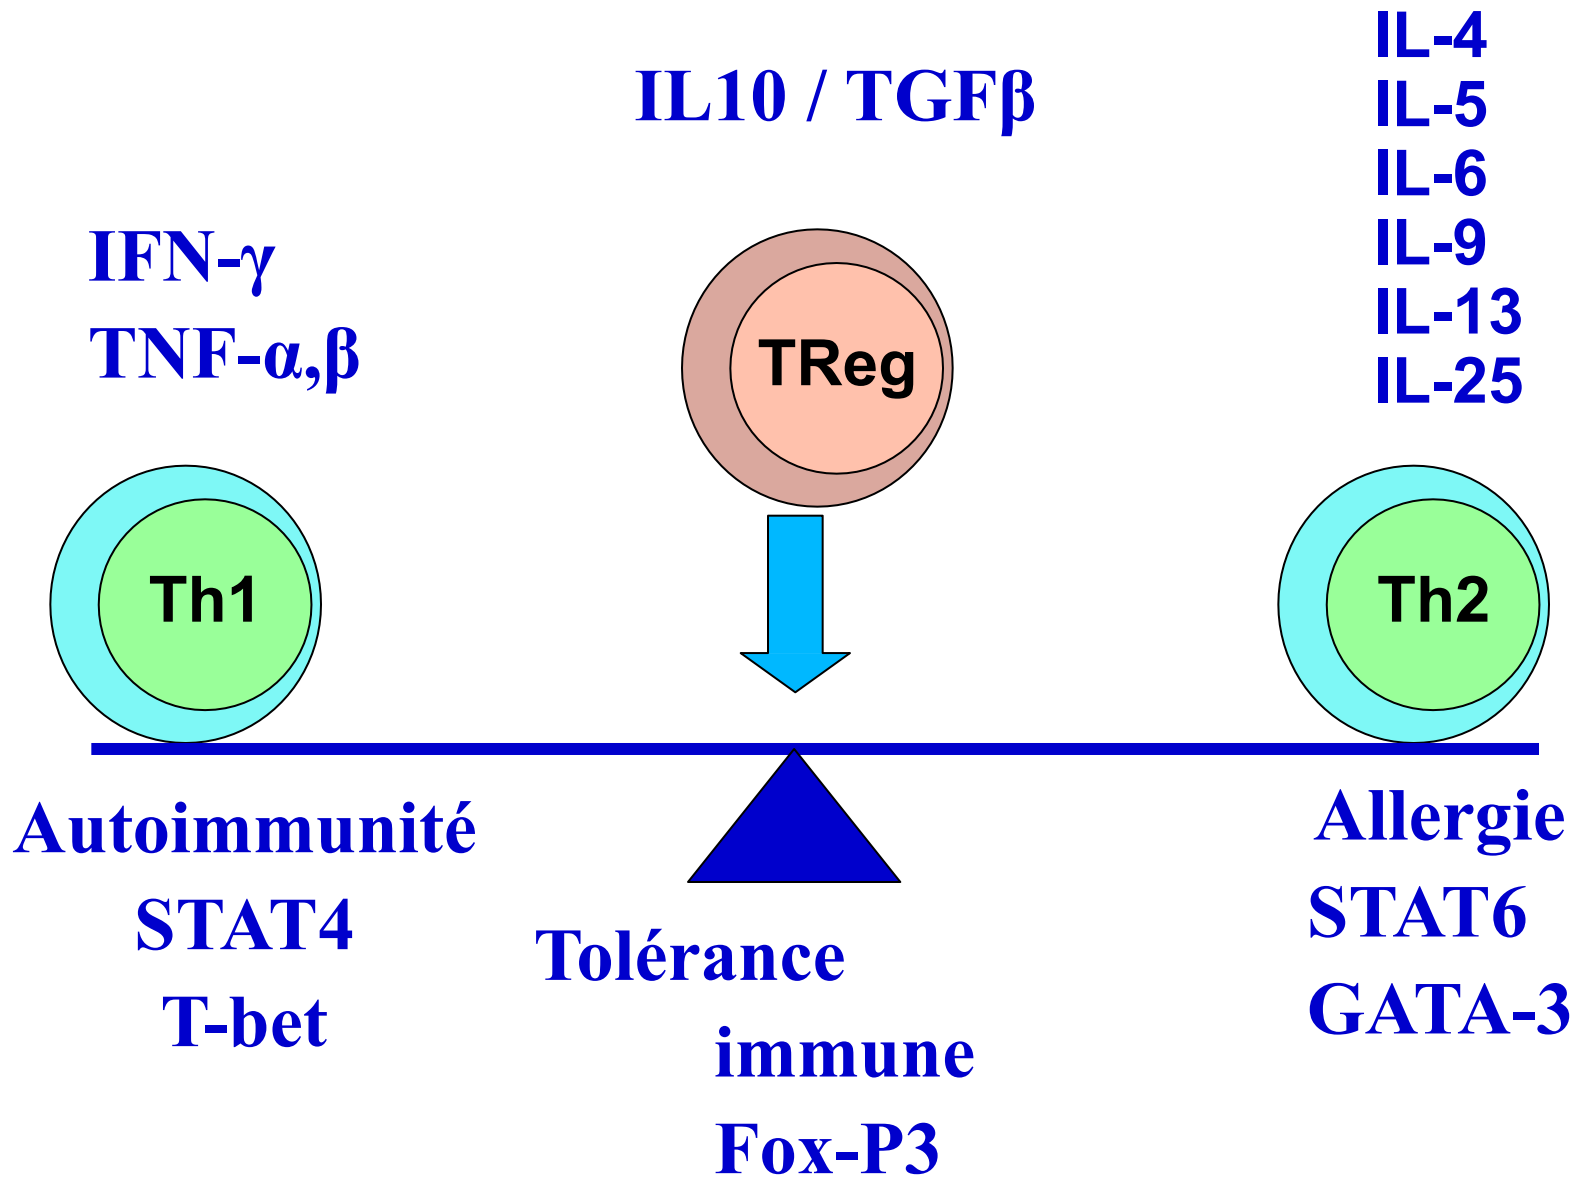 IL-4
IL-5
IL-6
IL-9
IL-13
IL-25
IL10 / TGFβ
IFN-γ
TNF-α,β
TReg
Th1
Th2
Autoimmunité
STAT4
T-bet
Tolérance
immune
Fox-P3
Allergie
STAT6
GATA-3